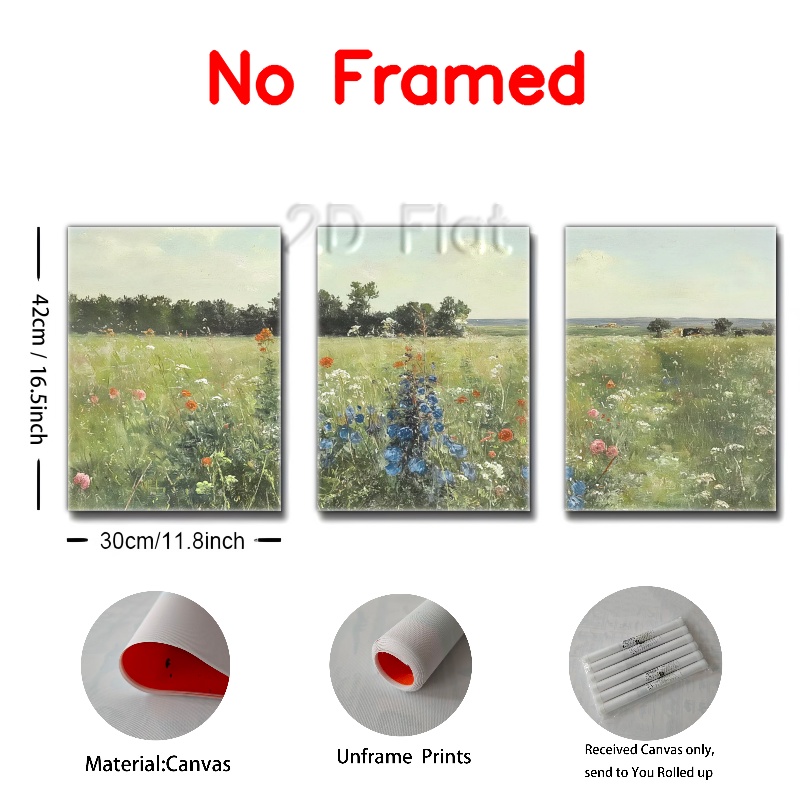 No Framed
2D Flat
42cm / 16.5inch
30cm/11.8inch
Material:Canvas
Unframe Prints
Received Canvas only,
send to You Rolled up